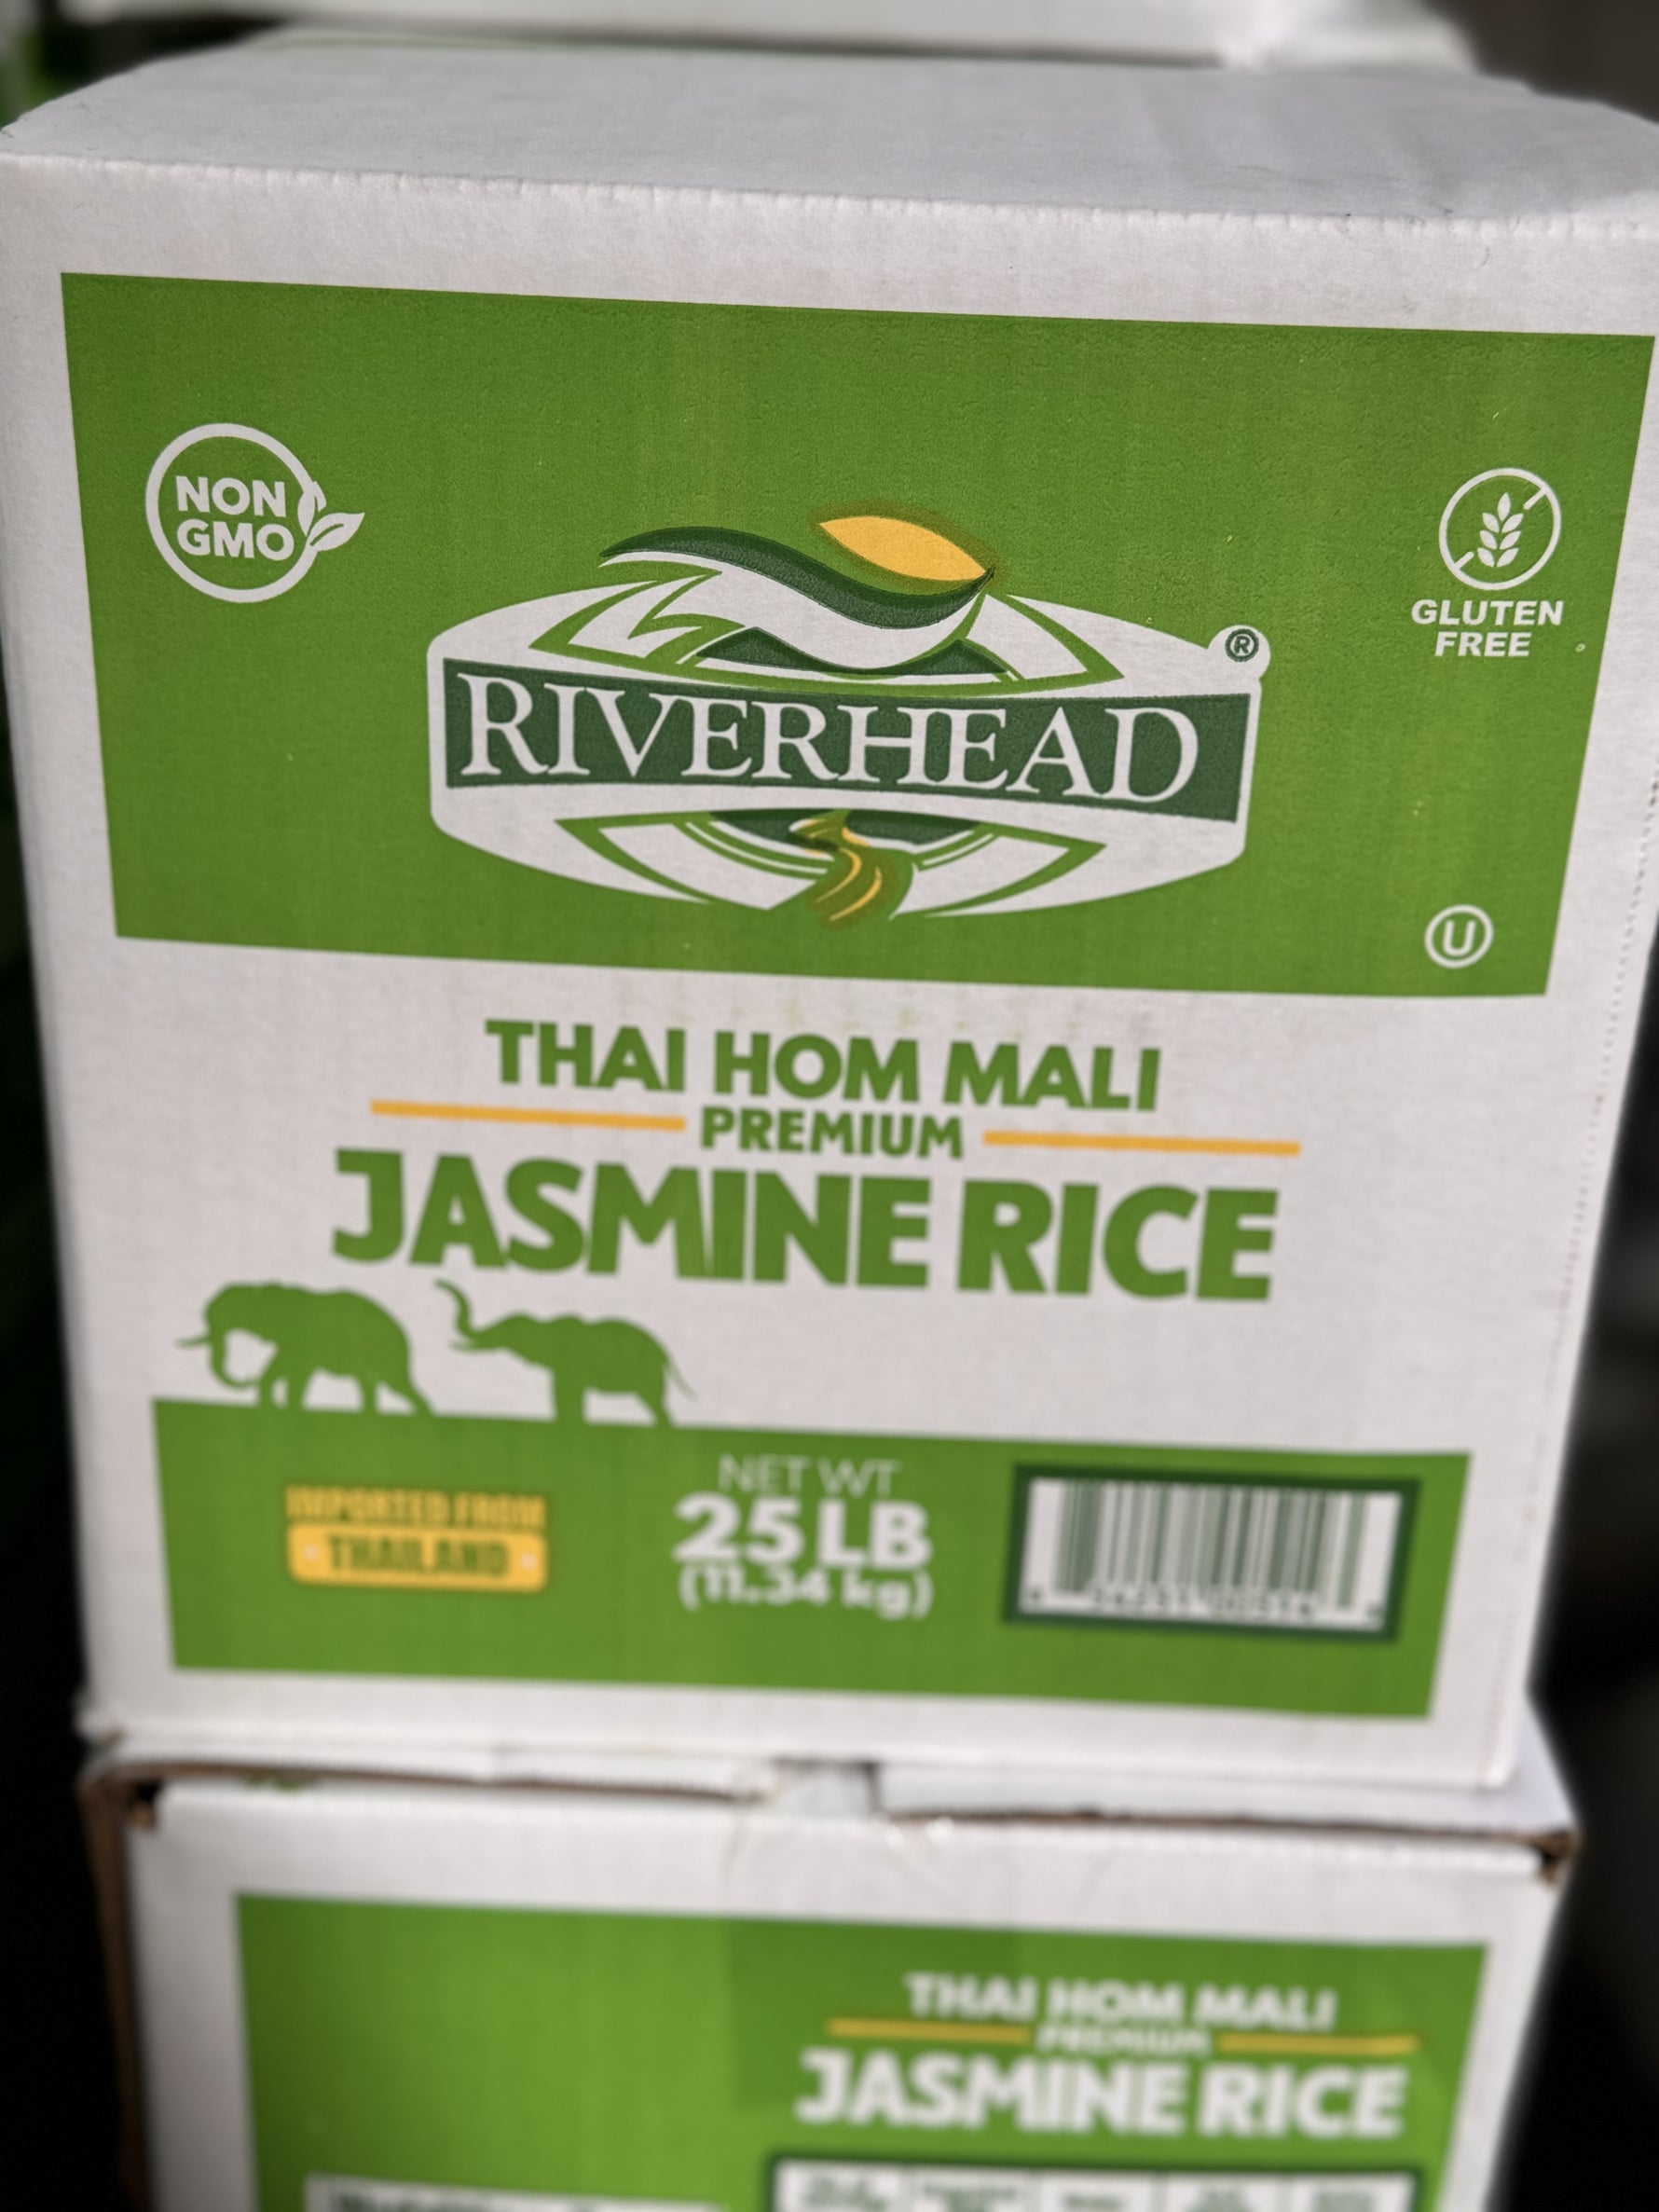 NON
GMO
GLUTEN
FREE
®
RIVERHEAD
U
THAI HOM MALI
PREMIUM
JASMINE RICE
IMPORTED FROM
THAILAND
NET WT
25 LB
(11.34 kg)
THAI HOM MALI
PREMIUM
JASMINE RICE